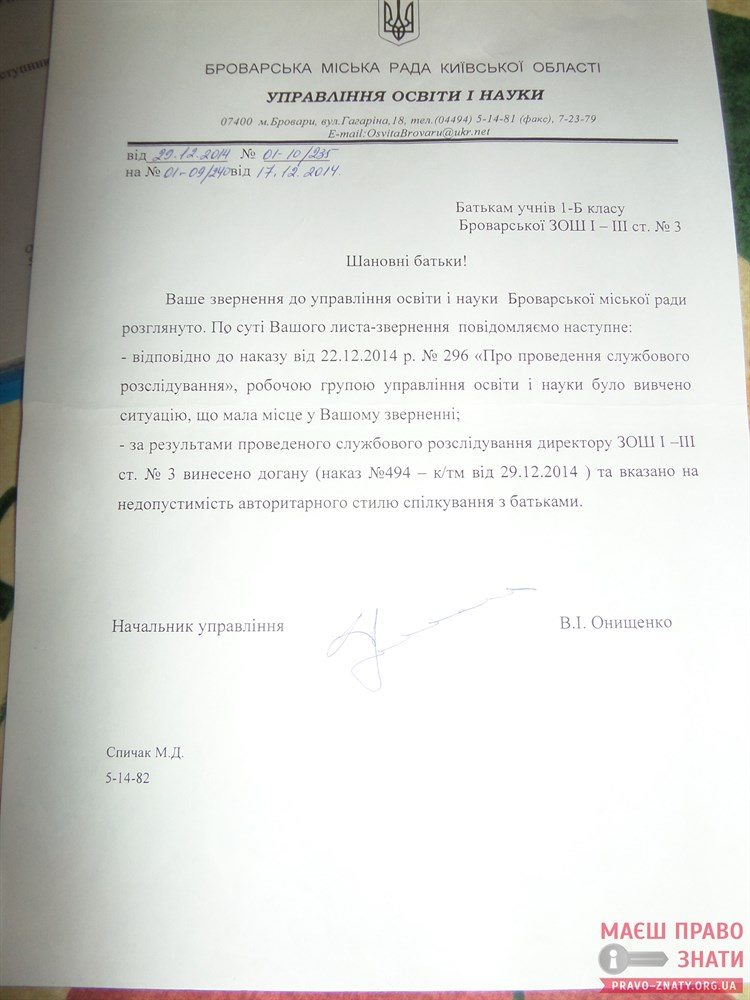 БРОВАРСЬКА МІСЬКА РАДА КИЇВСЬКОЇ ОБЛАСТІ
УПРАВЛІННЯ ОСВІТИ І НАУКИ
07400 м.Бровари, вул.Гагаріна,18, тел.(04494) 5-14-81 (факс), 7-23-79
E-mail:OsvitaBrovaru@ukr.net
від 29.12.2014 № 01-10/235
на № 01-09/240 від 17.12.2014.
Батькам учнів 1-Б класу
Броварської ЗОШ І – ІІІ ст. № 3
Шановні батьки!
Ваше звернення до управління освіти і науки Броварської міської ради
розглянуто. По суті Вашого листа-звернення повідомляємо наступне:
- відповідно до наказу від 22.12.2014 р. № 296 «Про проведення службового
розслідування», робочою групою управління освіти і науки було вивчено
ситуацію, що мала місце у Вашому зверненні;
- за результами проведеного службового розслідування директору ЗОШ І –ІІІ
ст. № 3 винесено догану (наказ №494 – к/тм від 29.12.2014 ) та вказано на
недопустимість авторитарного стилю спілкування з батьками.
Начальник управління В.І. Онищенко
Спичак М.Д.
5-14-82
МАЄШ ПРАВО
ЗНАТИ
PRAVO-ZNATY.ORG.UA